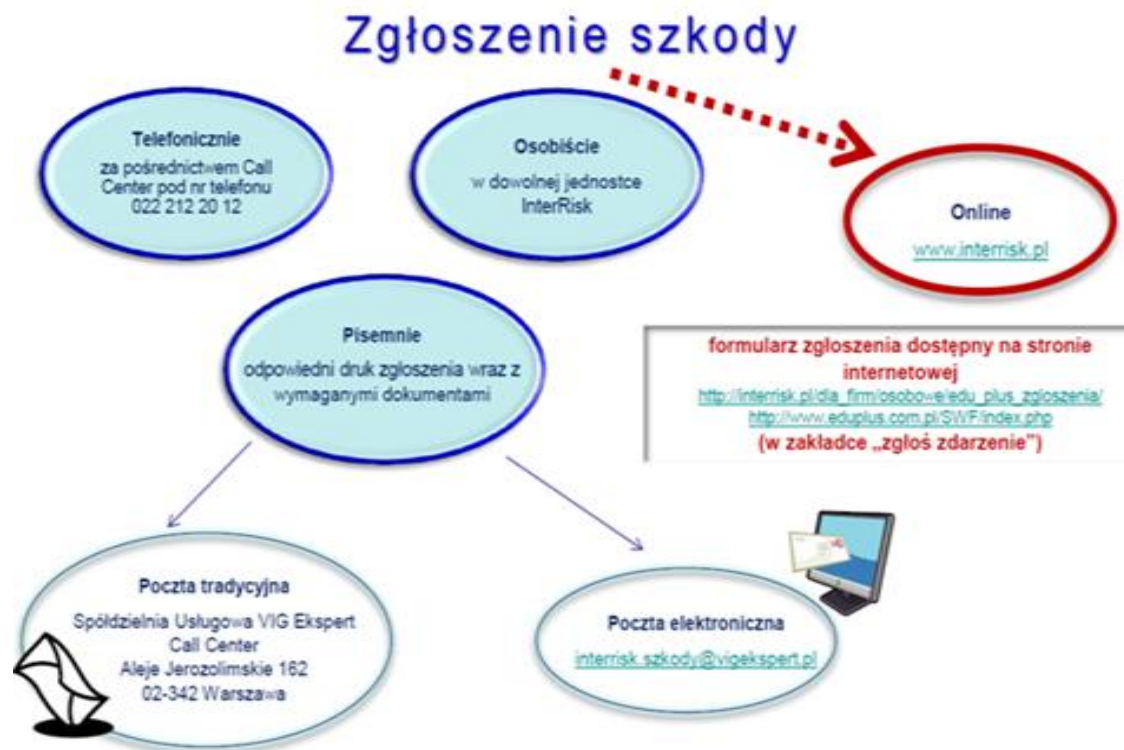 Zgłoszenie szkody
Telefonicznie
za pośrednictwem Call
Center pod nr telefonu
022 212 20 12
Osobiście
w dowolnej jednostce
InterRisk
Online
www.interrisk.pl
Pisemnie
odpowiedni druk zgłoszenia wraz z
wymaganymi dokumentami
formularz zgłoszenia dostępny na stronie
internetowej
http://interrisk.pl/dla_firm/osobowe/edu_plus_zgloszenia/
http://www.eduplus.com.pl/SWF/index.php
(w zakładce „zgłoś zdarzenie”)
Poczta tradycyjna
Spółdzielnia Usługowa VIG Ekspert
Call Center
Aleje Jerozolimskie 162
02-342 Warszawa
Poczta elektroniczna
interrisk.szkody@vigekspert.pl